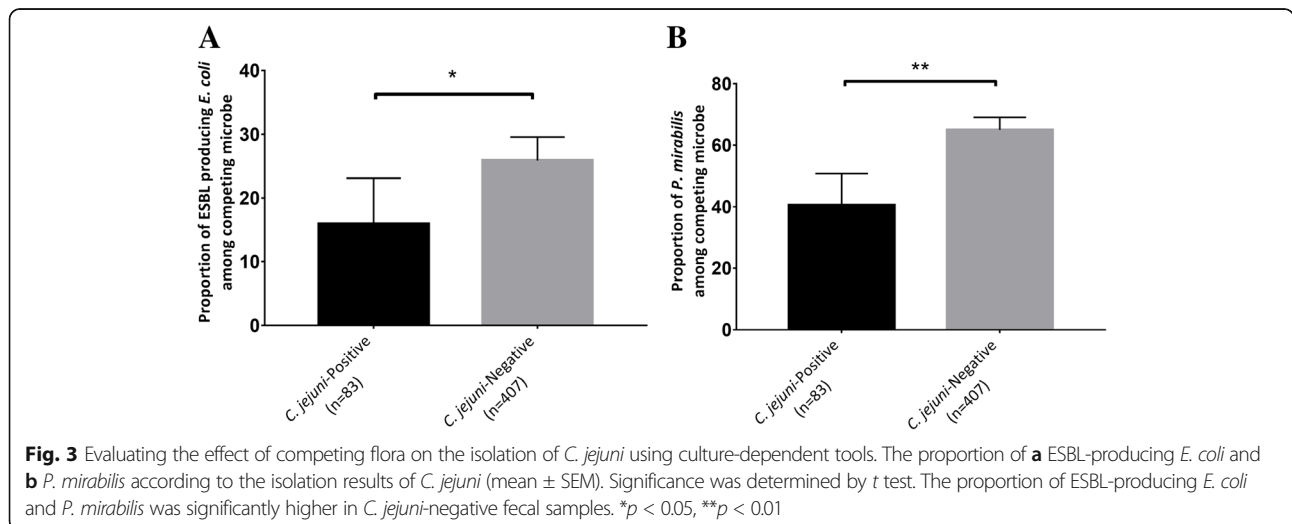 A
Proportion of ESBL producing E. coli
among competing microbe
40
30
20
10
0
*
C. jejuni-Positive
(n=83)
C. jejuni-Negative
(n=407)
B
Proportion of P. mirabilis
among competing microbe
80
60
40
20
0
**
C. jejuni-Positive
(n=83)
C. jejuni-Negative
(n=407)
Fig. 3 Evaluating the effect of competing flora on the isolation of C. jejuni using culture-dependent tools. The proportion of a ESBL-producing E. coli and
b P. mirabilis according to the isolation results of C. jejuni (mean ± SEM). Significance was determined by t test. The proportion of ESBL-producing E. coli
and P. mirabilis was significantly higher in C. jejuni-negative fecal samples. *p < 0.05, **p < 0.01